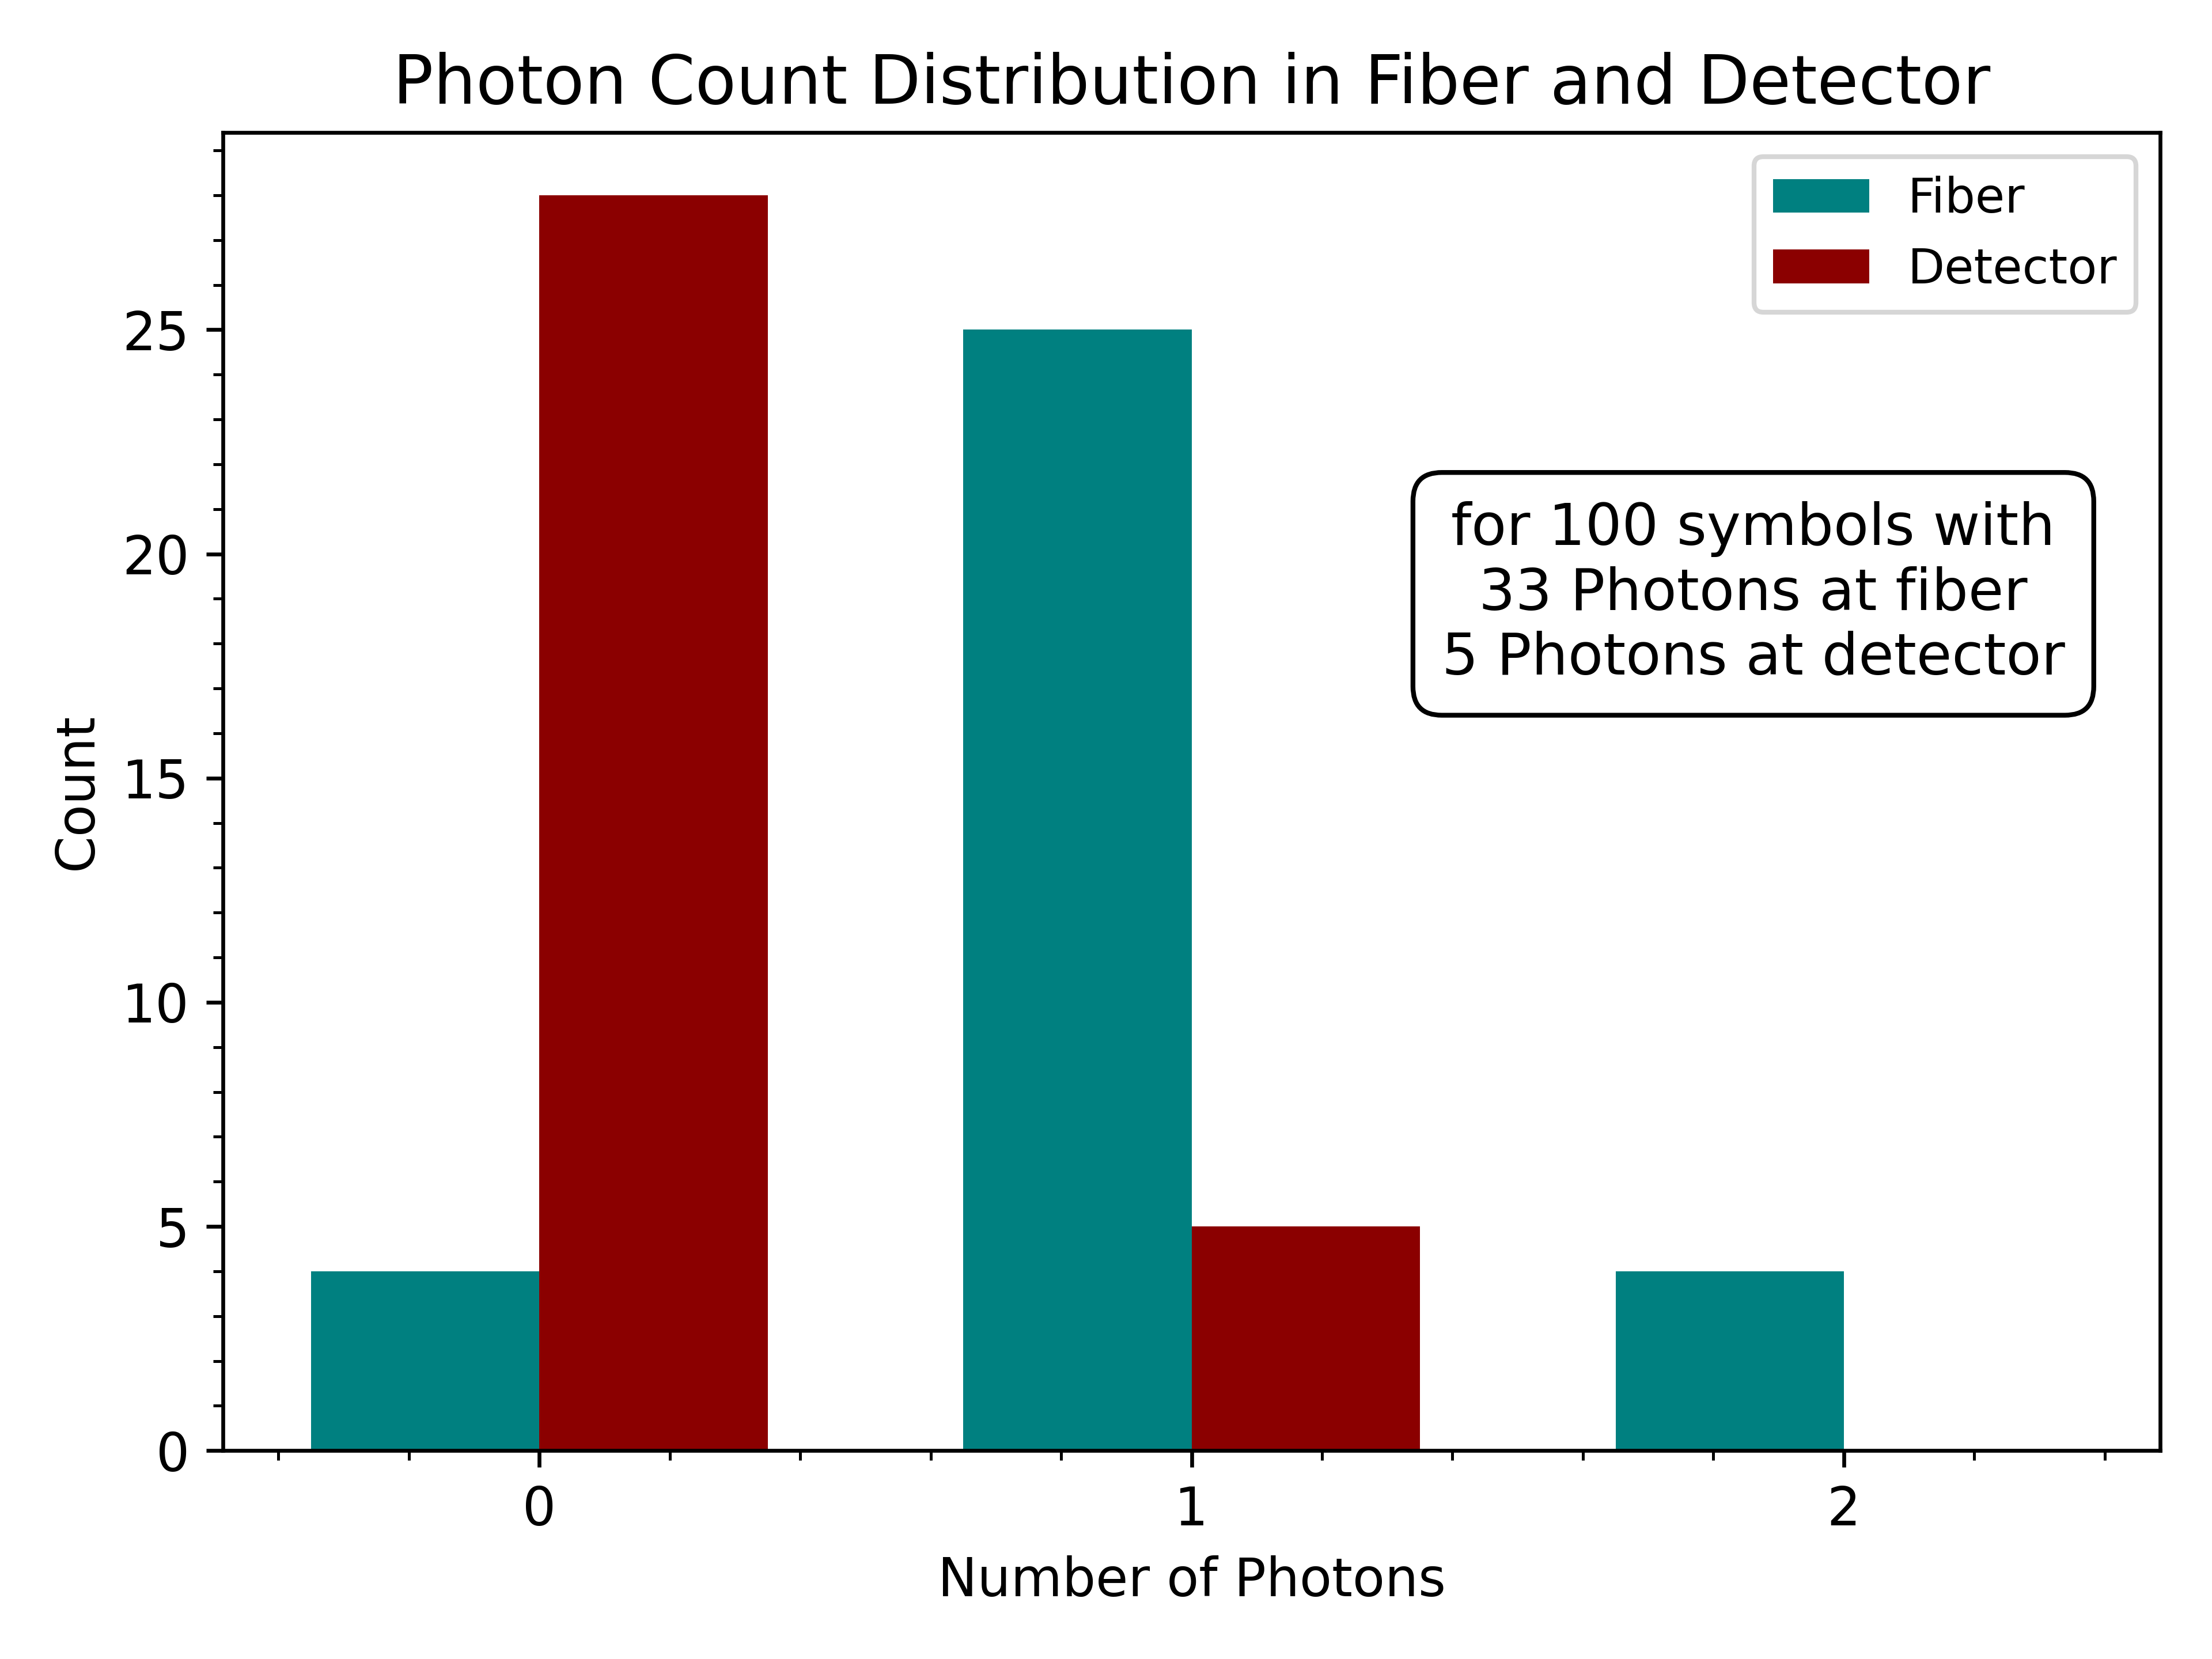 Photon Count Distribution in Fiber and Detector
Fiber
Detector
for 100 symbols with
33 Photons at fiber
5 Photons at detector
Count
25
20
15
10
5
0
0 1 2
Number of Photons